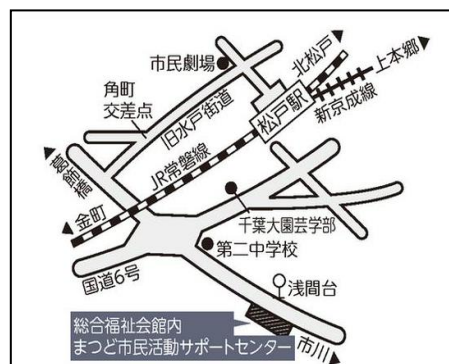 市民劇場
北松戸
上本郷
角町
交差点
旧水戸街道
松戸駅
新京成線
葛飾橋
JR常磐線
金町
千葉大園芸学部
第二中学校
国道6号
浅間台
総合福祉会館内
まつど市民活動サポートセンター
市川